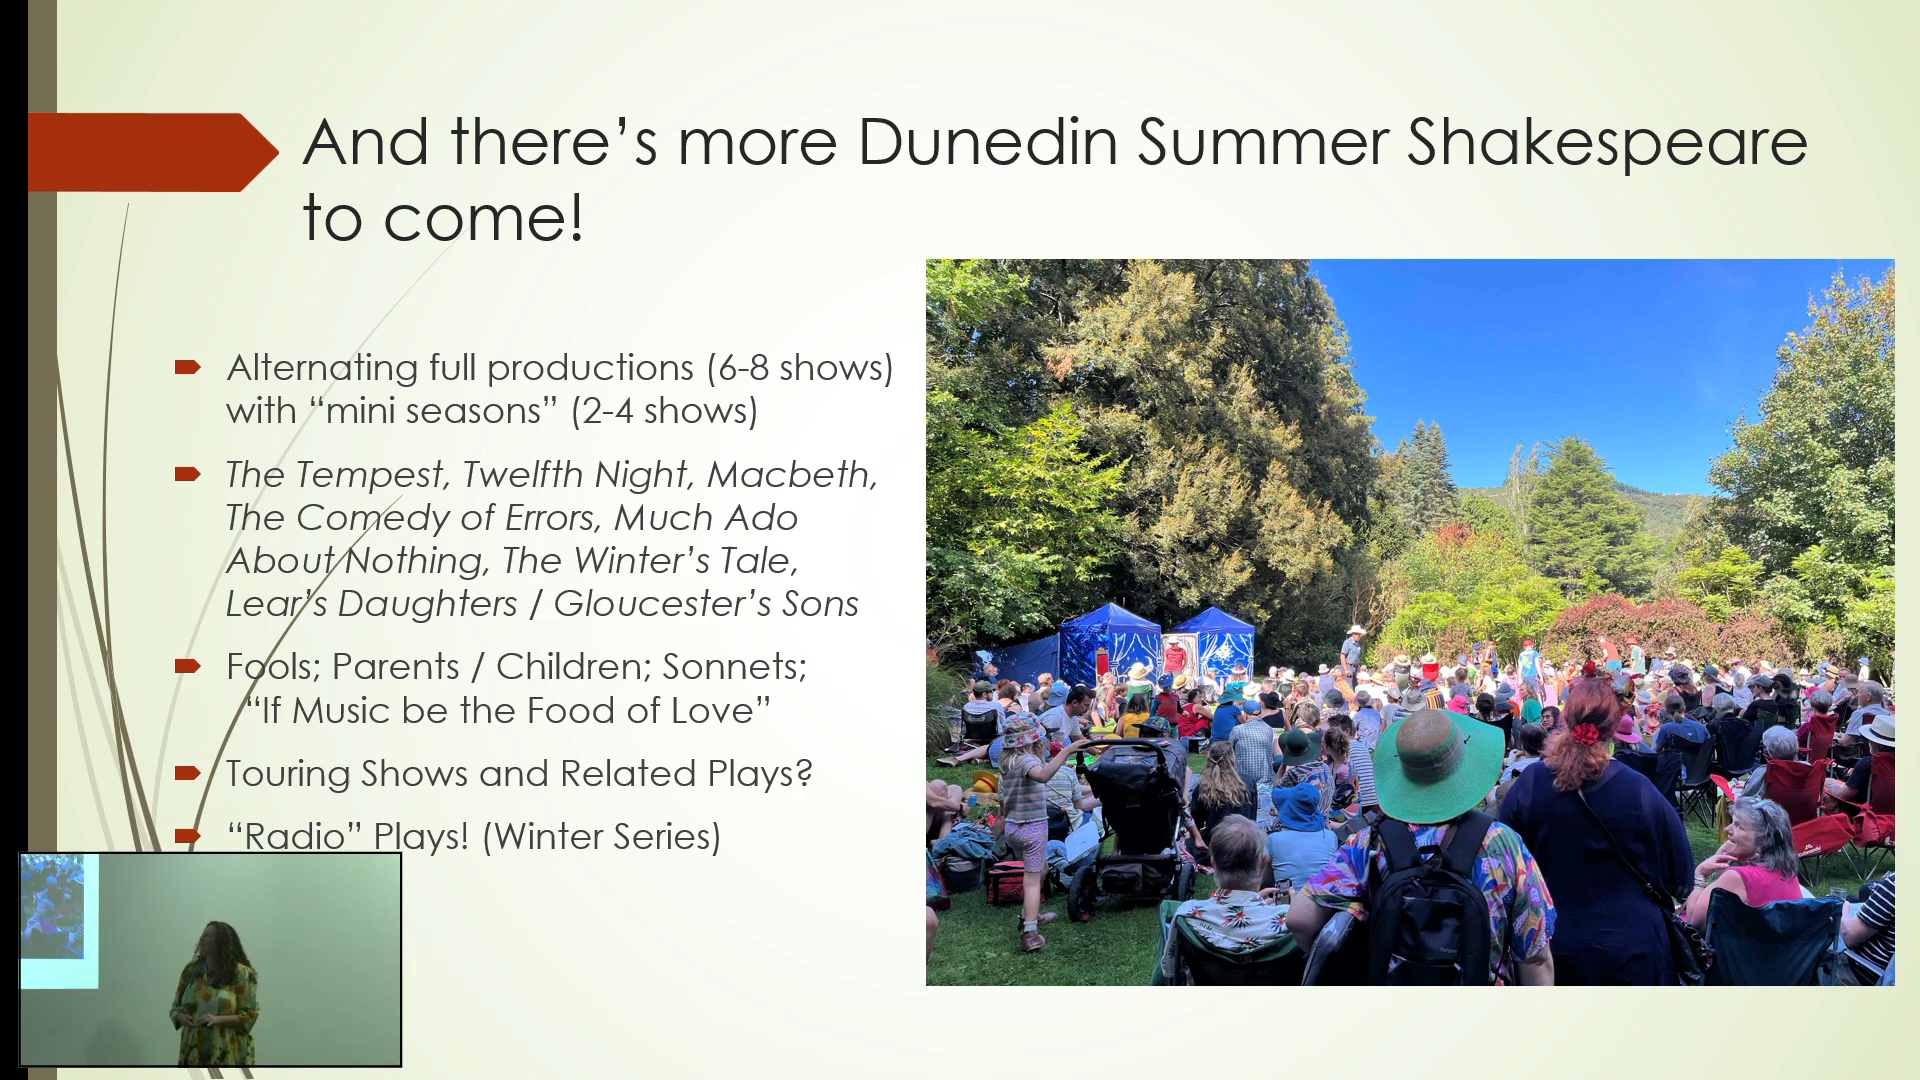 And there’s more Dunedin Summer Shakespeare
to come!
Alternating full productions (6-8 shows)
with “mini seasons” (2-4 shows)
The Tempest, Twelfth Night, Macbeth,
The Comedy of Errors, Much Ado
About Nothing, The Winter’s Tale,
Lear’s Daughters / Gloucester’s Sons
Fools; Parents / Children; Sonnets;
“If Music be the Food of Love”
Touring Shows and Related Plays?
“Radio” Plays! (Winter Series)